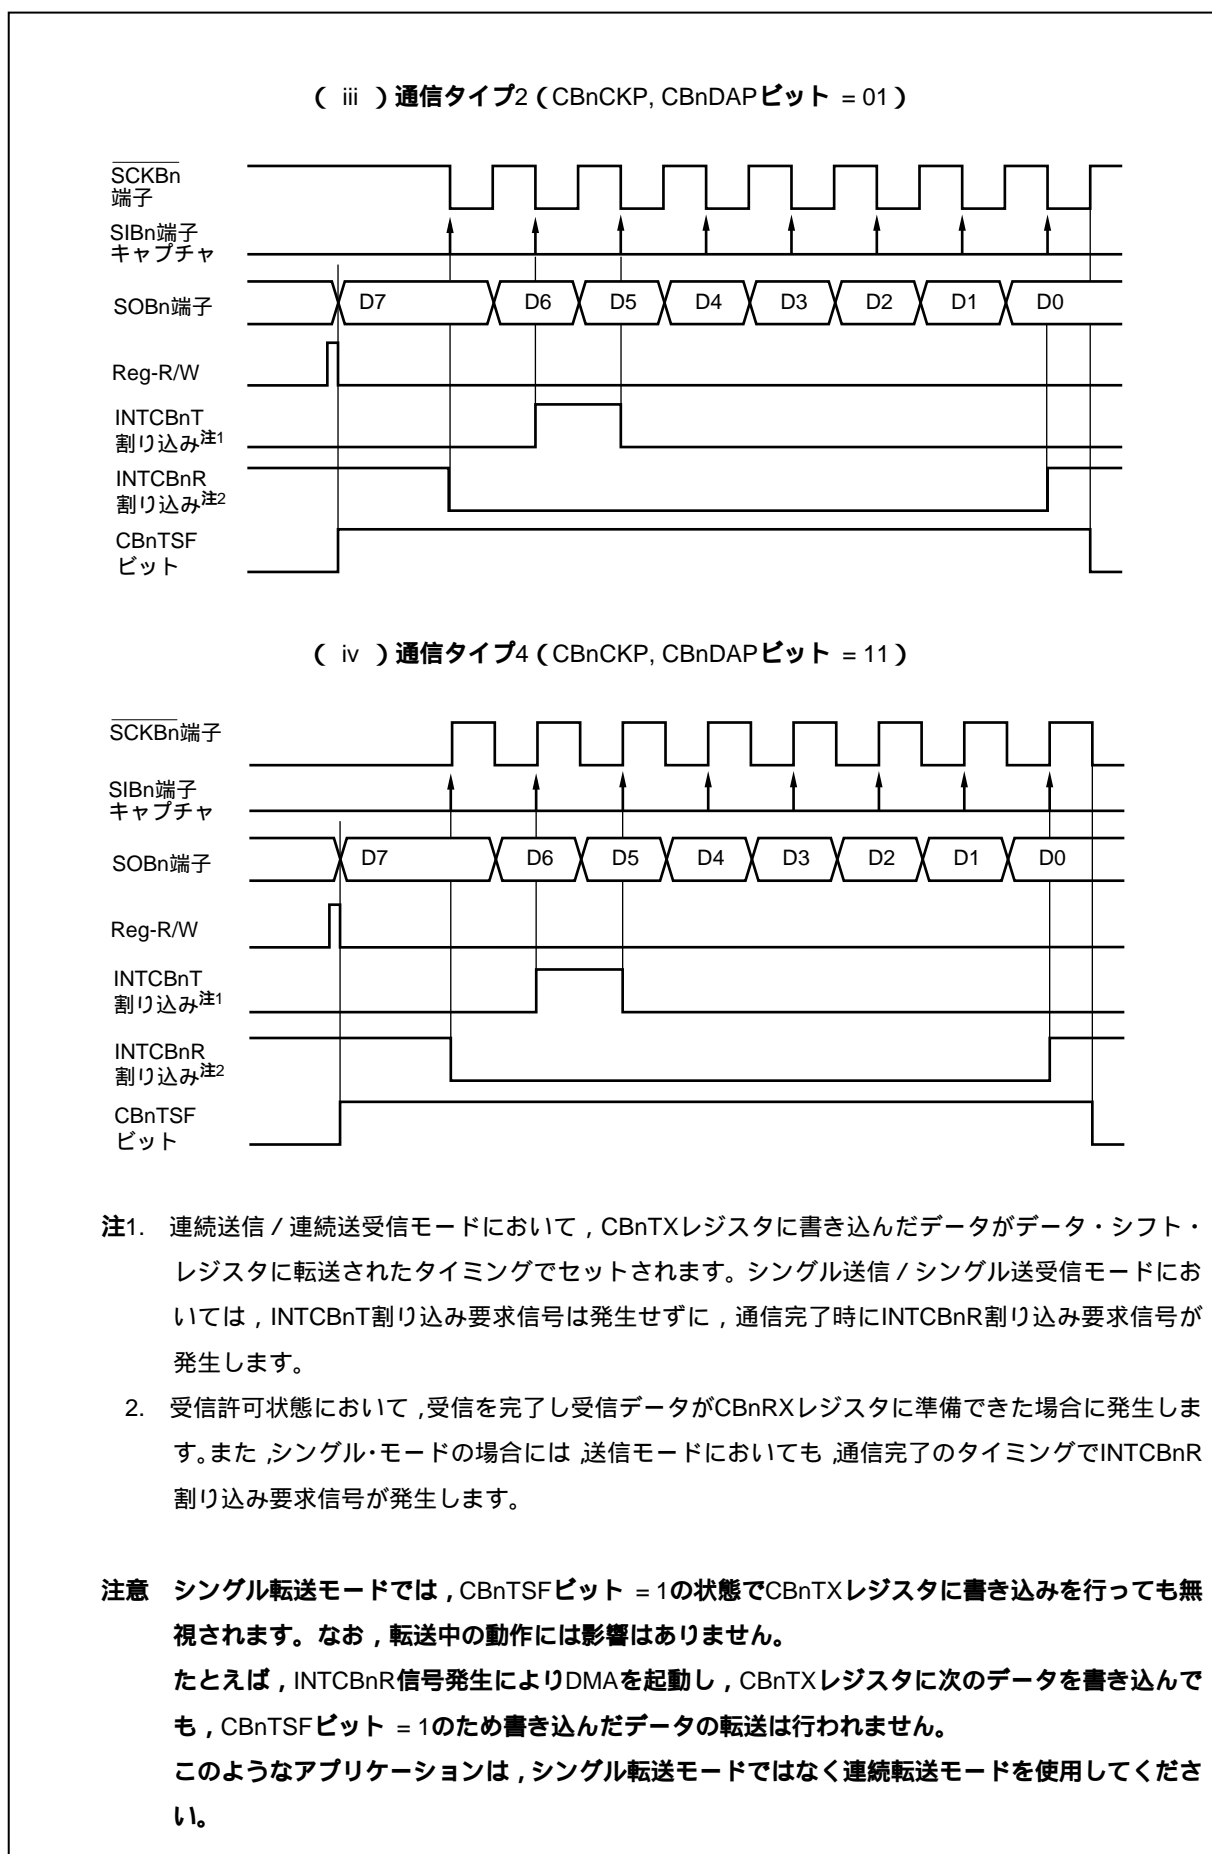 ( iii ) 通信タイプ2 ( CBnCKP, CBnDAPビット = 01 )
SCKBn
端子
SIBn端子
キャプチャ
SOBn端子 D7 D6 D5 D4 D3 D2 D1 D0
Reg-R/W
INTCBnT
割り込み注1
INTCBnR
割り込み注2
CBnTSF
ビット
( iv ) 通信タイプ4 ( CBnCKP, CBnDAPビット = 11 )
SCKBn端子
SIBn端子
キャプチャ
SOBn端子 D7 D6 D5 D4 D3 D2 D1 D0
Reg-R/W
INTCBnT
割り込み注1
INTCBnR
割り込み注2
CBnTSF
ビット
注1. 連続送信 / 連続送受信モードにおいて , CBnTXレジスタに書き込んだデータがデータ・シフト・
レジスタに転送されたタイミングでセットされます。シングル送信 / シングル送受信モードにお
いては , INTCBnT割り込み要求信号は発生せずに , 通信完了時にINTCBnR割り込み要求信号が
発生します。
2. 受信許可状態において ,受信を完了し受信データがCBnRXレジスタに準備できた場合に発生しま
す。また ,シングル・モードの場合には ,送信モードにおいても ,通信完了のタイミングでINTCBnR
割り込み要求信号が発生します。
注意 シングル転送モードでは , CBnTSFビット = 1の状態でCBnTXレジスタに書き込みを行っても無
視されます。なお , 転送中の動作には影響はありません。
たとえば , INTCBnR信号発生によりDMAを起動し , CBnTXレジスタに次のデータを書き込んで
も , CBnTSFビット = 1のため書き込んだデータの転送は行われません。
このようなアプリケーションは , シングル転送モードではなく連続転送モードを使用してくださ
い。